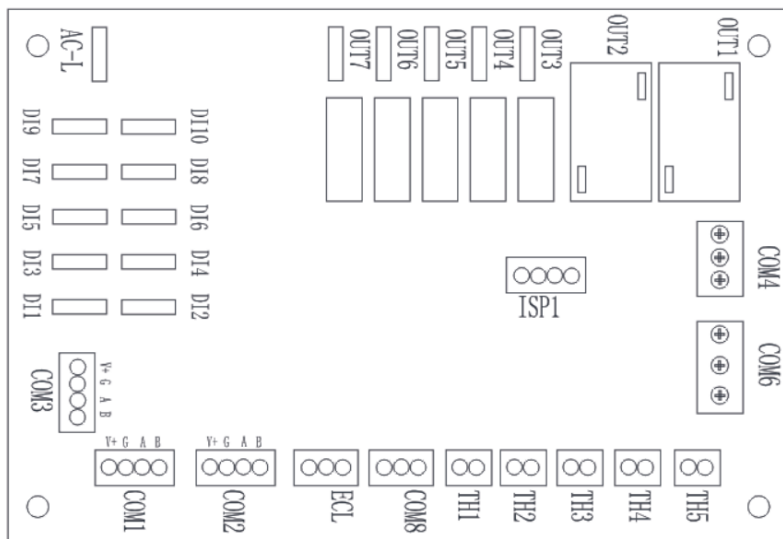 AC-L
OUT7
OUT6
OUT5
OUT4
OUT3
OUT2
OUT1
DI9
DI10
DI7
DI8
DI5
DI6
DI3
DI4
DI1
DI2
COM4
ISP1
COM6
COM3
V+ G A B
V+ G A B
V+ G A B
COM1
COM2
ECL
COM8
TH1
TH2
TH3
TH4
TH5